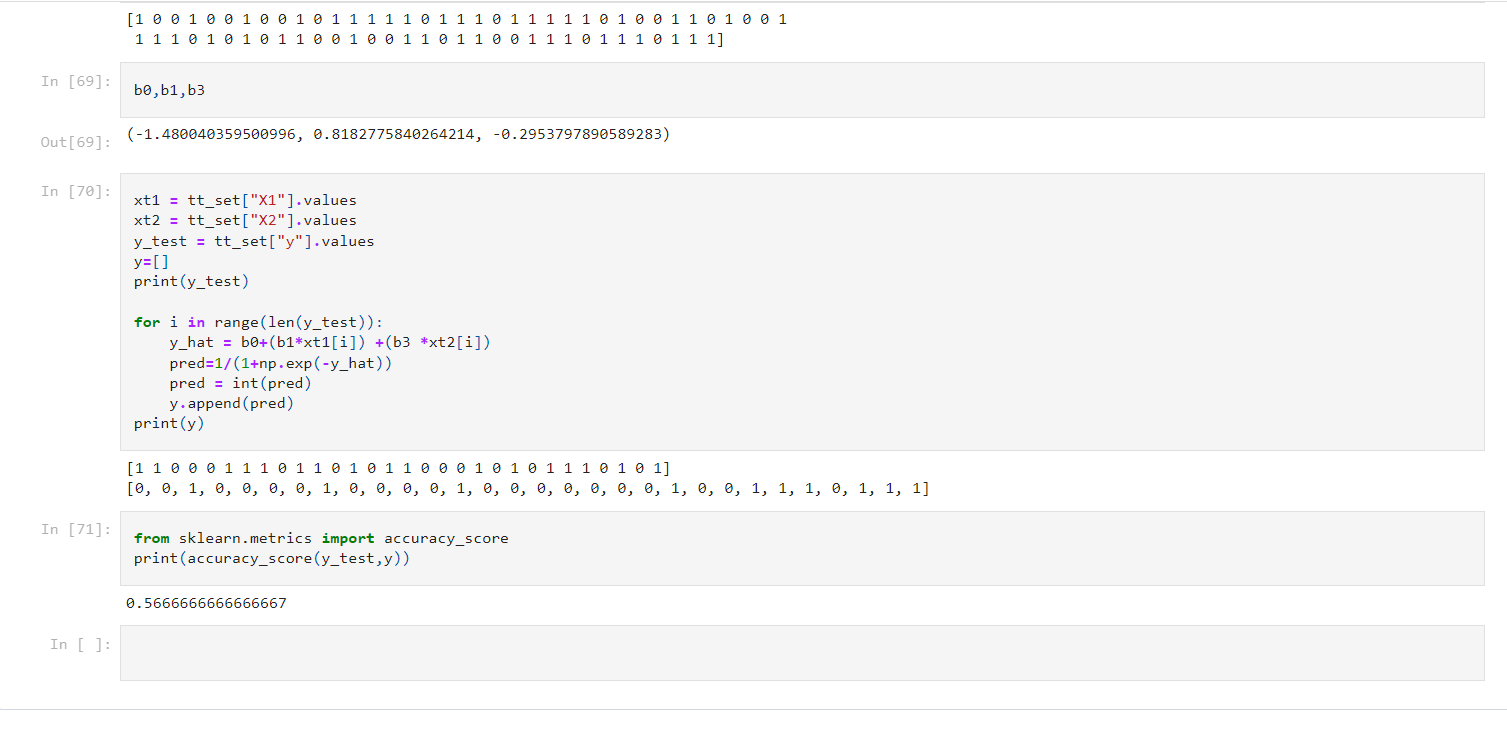 [1 0 0 1 0 0 1 0 0 1 0 1 1 1 1 1 0 1 1 1 0 1 1 1 1 1 0 1 0 0 1 1 0 1 0 0 1
1 1 1 0 1 0 1 0 1 1 0 0 1 0 0 1 1 0 1 1 0 0 1 1 1 0 1 1 1 0 1 1 1]
In [69]:
b0,b1,b3
Out[69]:
(-1.480040359500996, 0.8182775840264214, -0.2953797890589283)
In [70]:
xt1 = tt_set["X1"].values
xt2 = tt_set["X2"].values
y_test = tt_set["y"].values
y=[]
print(y_test)
for i in range(len(y_test)):
    y_hat = b0+(b1*xt1[i]) +(b3 *xt2[i])
    pred=1/(1+np.exp(-y_hat))
    pred = int(pred)
    y.append(pred)
print(y)
[1 1 0 0 0 1 1 1 0 1 1 0 1 0 1 1 0 0 0 1 0 1 0 1 1 1 0 1 0 1]
[0, 0, 1, 0, 0, 0, 0, 1, 0, 0, 0, 0, 1, 0, 0, 0, 0, 0, 0, 0, 1, 0, 0, 1, 1, 1, 0, 1, 1, 1]
In [71]:
from sklearn.metrics import accuracy_score
print(accuracy_score(y_test,y))
0.5666666666666667
In [ ]: